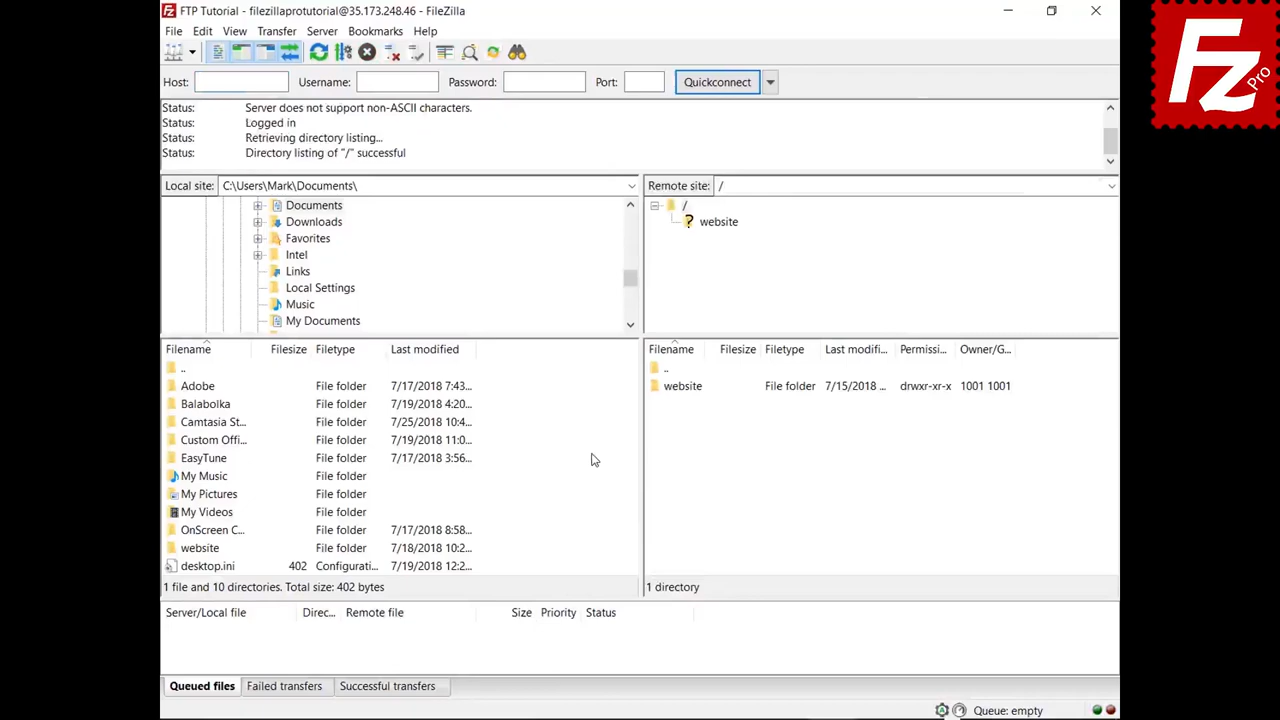 FTP Tutorial - filezillaprotutorial@35.173.248.46 - FileZilla
File Edit View Transfer Server Bookmarks Help
Host: Username: Password: Port: Quickconnect
Status: Server does not support non-ASCII characters.
Status: Logged in
Status: Retrieving directory listing...
Status: Directory listing of "/" successful
Local site: C:\Users\Mark\Documents\
Documents
Downloads
Favorites
Intel
Links
Local Settings
Music
My Documents
Remote site: /
/
? website
Filename Filesize Filetype Last modified
..
Adobe File folder 7/17/2018 7:43...
Balabolka File folder 7/19/2018 4:20...
Camtasia St... File folder 7/25/2018 10:4...
Custom Offi... File folder 7/19/2018 11:0...
EasyTune File folder 7/17/2018 3:56...
My Music File folder
My Pictures File folder
My Videos File folder
OnScreen C... File folder 7/17/2018 8:58...
website File folder 7/18/2018 10:2...
desktop.ini 402 Configurati... 7/19/2018 12:2...
1 file and 10 directories. Total size: 402 bytes
Filename Filesize Filetype Last modifi... Permissi... Owner/G...
..
website File folder 7/15/2018 ... drwxr-xr-x 1001 1001
1 directory
Server/Local file Direc... Remote file Size Priority Status
Queued files Failed transfers Successful transfers
Queue: empty
Fz Pro